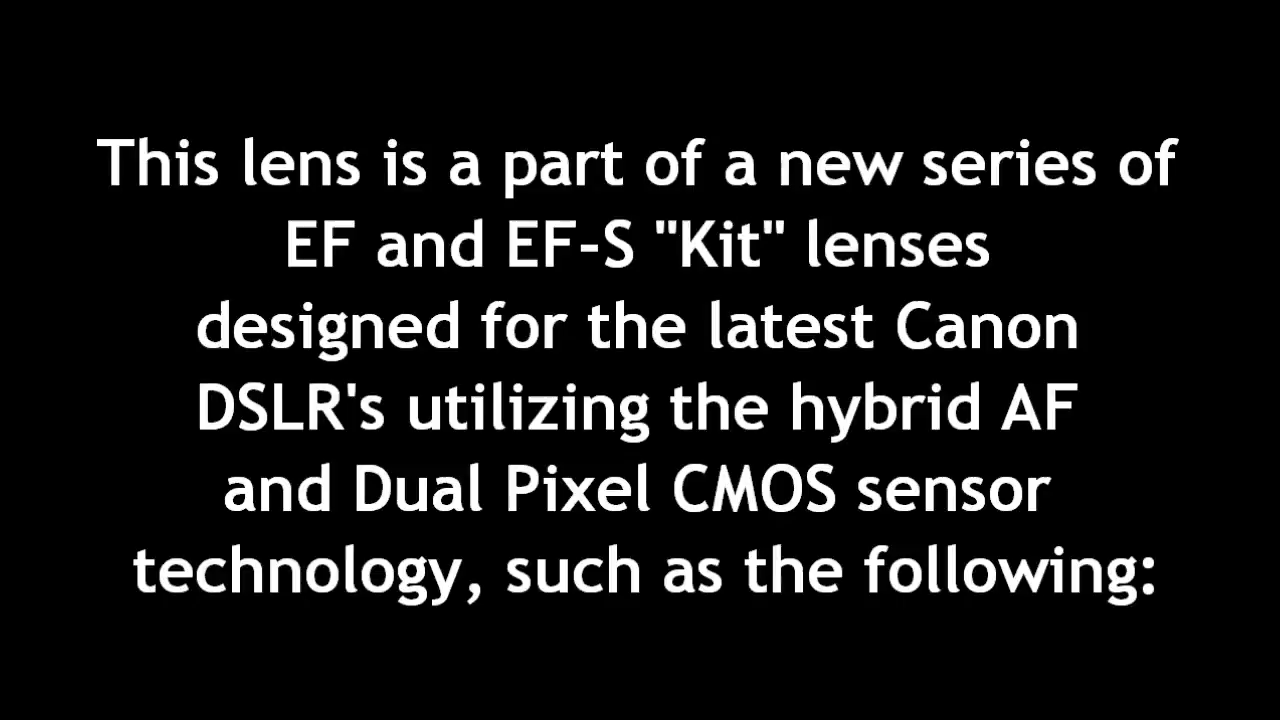 This lens is a part of a new series of
EF and EF-S "Kit" lenses
designed for the latest Canon
DSLR's utilizing the hybrid AF
and Dual Pixel CMOS sensor
technology, such as the following: